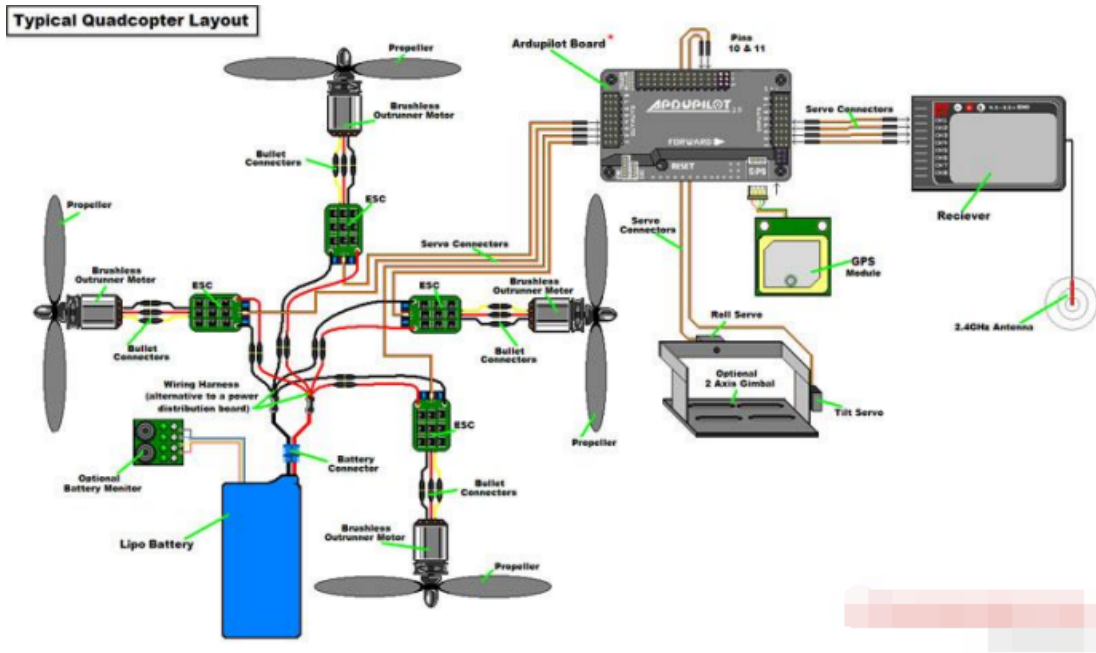 Typical Quadcopter Layout
Propeller
Brushless
Outrunner Motor
Bullet
Connectors
ESC
Ardupilot Board *
Pins
10 & 11
OUTPUTS
ARDUPILOT
INPUTS
FORWARD
RESET
GPS
Servo Connectors
Reciever
Servo
Connectors
GPS
Module
2.4GHz Antenna
Roll Servo
Optional
2 Axis Gimbal
Tilt Servo
Propeller
Brushless
Outrunner Motor
ESC
Bullet
Connectors
Servo Connectors
ESC
Brushless
Outrunner Motor
Bullet
Connectors
Propeller
Wiring Harness
(alternative to a power
distribution board)
ESC
Optional
Battery Monitor
Battery
Connector
Lipo Battery
Bullet
Connectors
Brushless
Outrunner Motor
Propeller